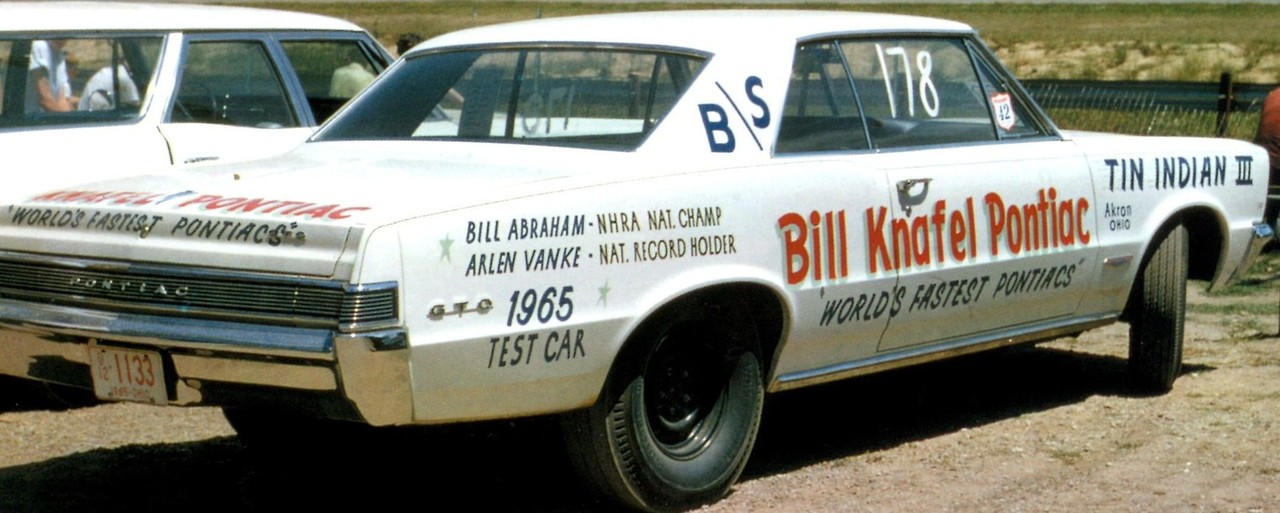 KNAFEL PONTIAC
"WORLD'S FASTEST PONTIACS"
PONTIAC
1133
BILL ABRAHAM - NHRA NAT. CHAMP
ARLEN VANKE - NAT. RECORD HOLDER
GTO 1965
TEST CAR
B\S
178
42
Bill Knafel Pontiac
"WORLD'S FASTEST PONTIACS"
TIN INDIAN III
Akron
OHIO